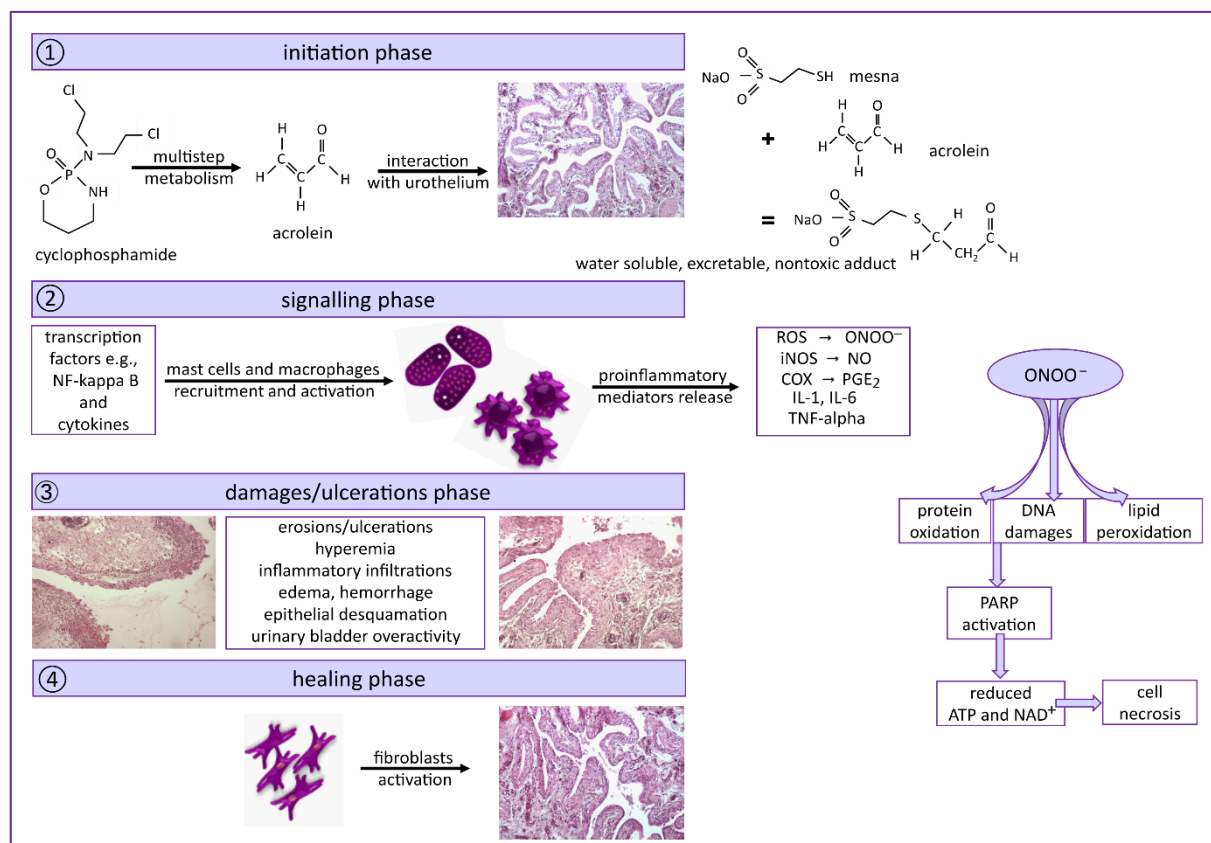 ① initiation phase
Cl
Cl
O
N
P
O
NH
cyclophosphamide
multistep
metabolism
H
O
C
C
H
H
H
acrolein
interaction
with urothelium
O
NaO
S
SH
mesna
O
+
H
O
C
C
H
H
H
acrolein
=
O
NaO
S
S
H
O
O
C
H
CH₂
H
water soluble, excretable, nontoxic adduct
② signalling phase
transcription
factors e.g.,
NF-kappa B
and
cytokines
mast cells and macrophages
recruitment and activation
proinflammatory
mediators release
ROS → ONOO⁻
iNOS → NO
COX → PGE₂
IL-1, IL-6
TNF-alpha
ONOO⁻
protein
oxidation
DNA
damages
lipid
peroxidation
PARP
activation
reduced
ATP and NAD⁺
cell
necrosis
③ damages/ulcerations phase
erosions/ulcerations
hyperemia
inflammatory infiltrations
edema, hemorrhage
epithelial desquamation
urinary bladder overactivity
④ healing phase
fibroblasts
activation